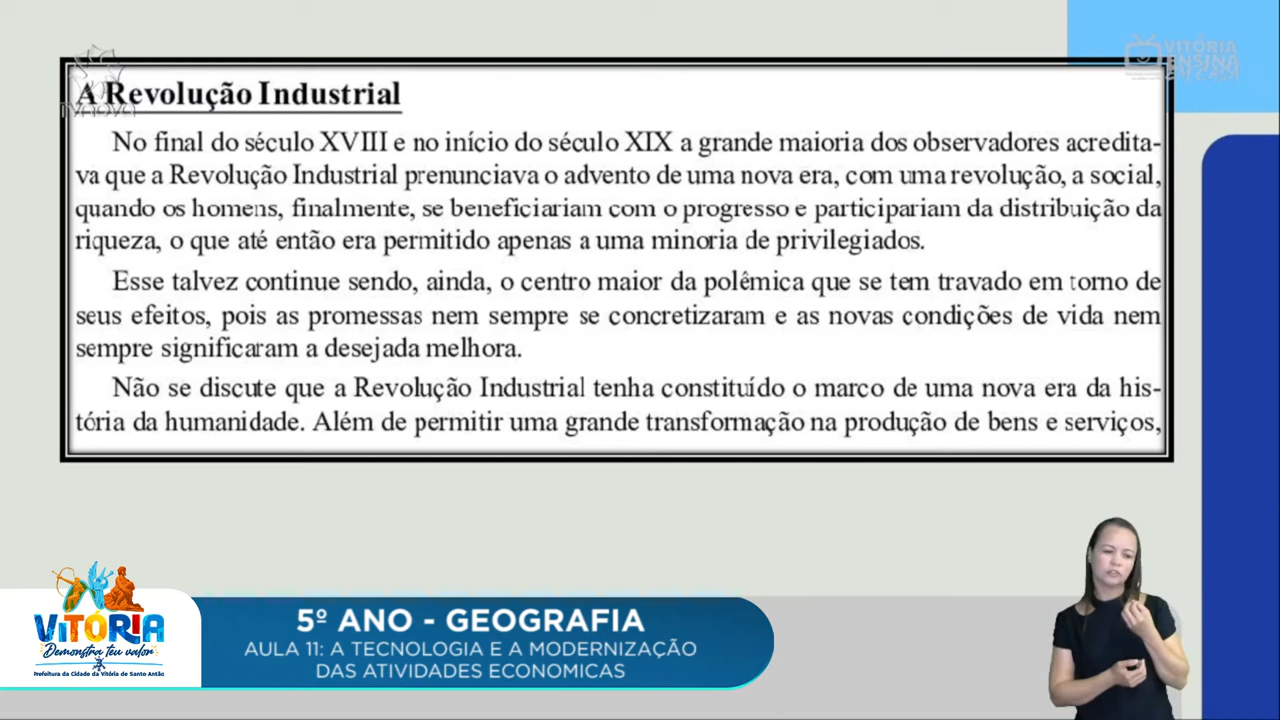 VITÓRIA
ENSINA
EM CASA
TV NOVA
A Revolução Industrial
No final do século XVIII e no início do século XIX a grande maioria dos observadores acredita-
va que a Revolução Industrial prenunciava o advento de uma nova era, com uma revolução, a social,
quando os homens, finalmente, se beneficiariam com o progresso e participariam da distribuição da
riqueza, o que até então era permitido apenas a uma minoria de privilegiados.
Esse talvez continue sendo, ainda, o centro maior da polêmica que se tem travado em torno de
seus efeitos, pois as promessas nem sempre se concretizaram e as novas condições de vida nem
sempre significaram a desejada melhora.
Não se discute que a Revolução Industrial tenha constituído o marco de uma nova era da his-
tória da humanidade. Além de permitir uma grande transformação na produção de bens e serviços,
VITÓRIA
Demonstra teu valor
Prefeitura da Cidade da Vitória de Santo Antão
5º ANO - GEOGRAFIA
AULA 11: A TECNOLOGIA E A MODERNIZAÇÃO
DAS ATIVIDADES ECONOMICAS